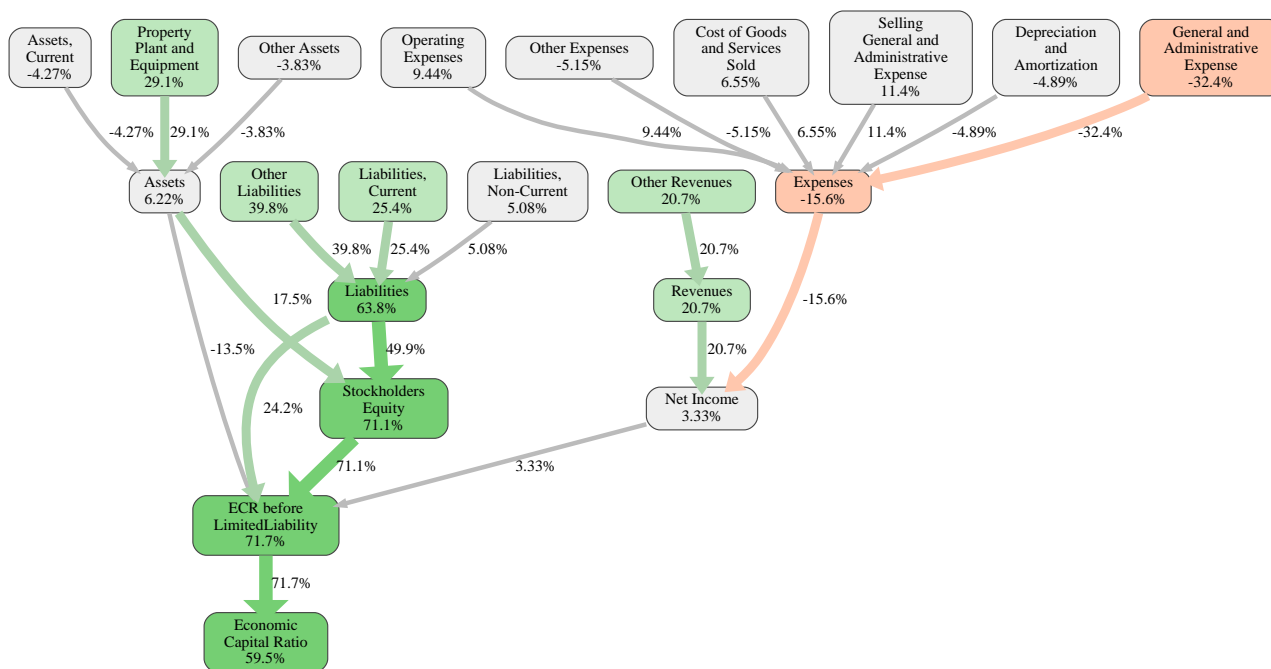 Assets,
Current
-4.27%
Property
Plant and
Equipment
29.1%
Other Assets
-3.83%
Operating
Expenses
9.44%
Other Expenses
-5.15%
Cost of Goods
and Services
Sold
6.55%
Selling
General and
Administrative
Expense
11.4%
Depreciation
and
Amortization
-4.89%
General and
Administrative
Expense
-32.4%
-4.27%
29.1%
-3.83%
9.44%
-5.15%
6.55%
11.4%
-4.89%
-32.4%
Assets
6.22%
Other
Liabilities
39.8%
Liabilities,
Current
25.4%
Liabilities,
Non-Current
5.08%
Other Revenues
20.7%
Expenses
-15.6%
39.8%
25.4%
5.08%
20.7%
17.5%
Liabilities
63.8%
Revenues
20.7%
-15.6%
-13.5%
49.9%
20.7%
24.2%
Stockholders
Equity
71.1%
Net Income
3.33%
71.1%
3.33%
ECR before
LimitedLiability
71.7%
71.7%
Economic
Capital Ratio
59.5%